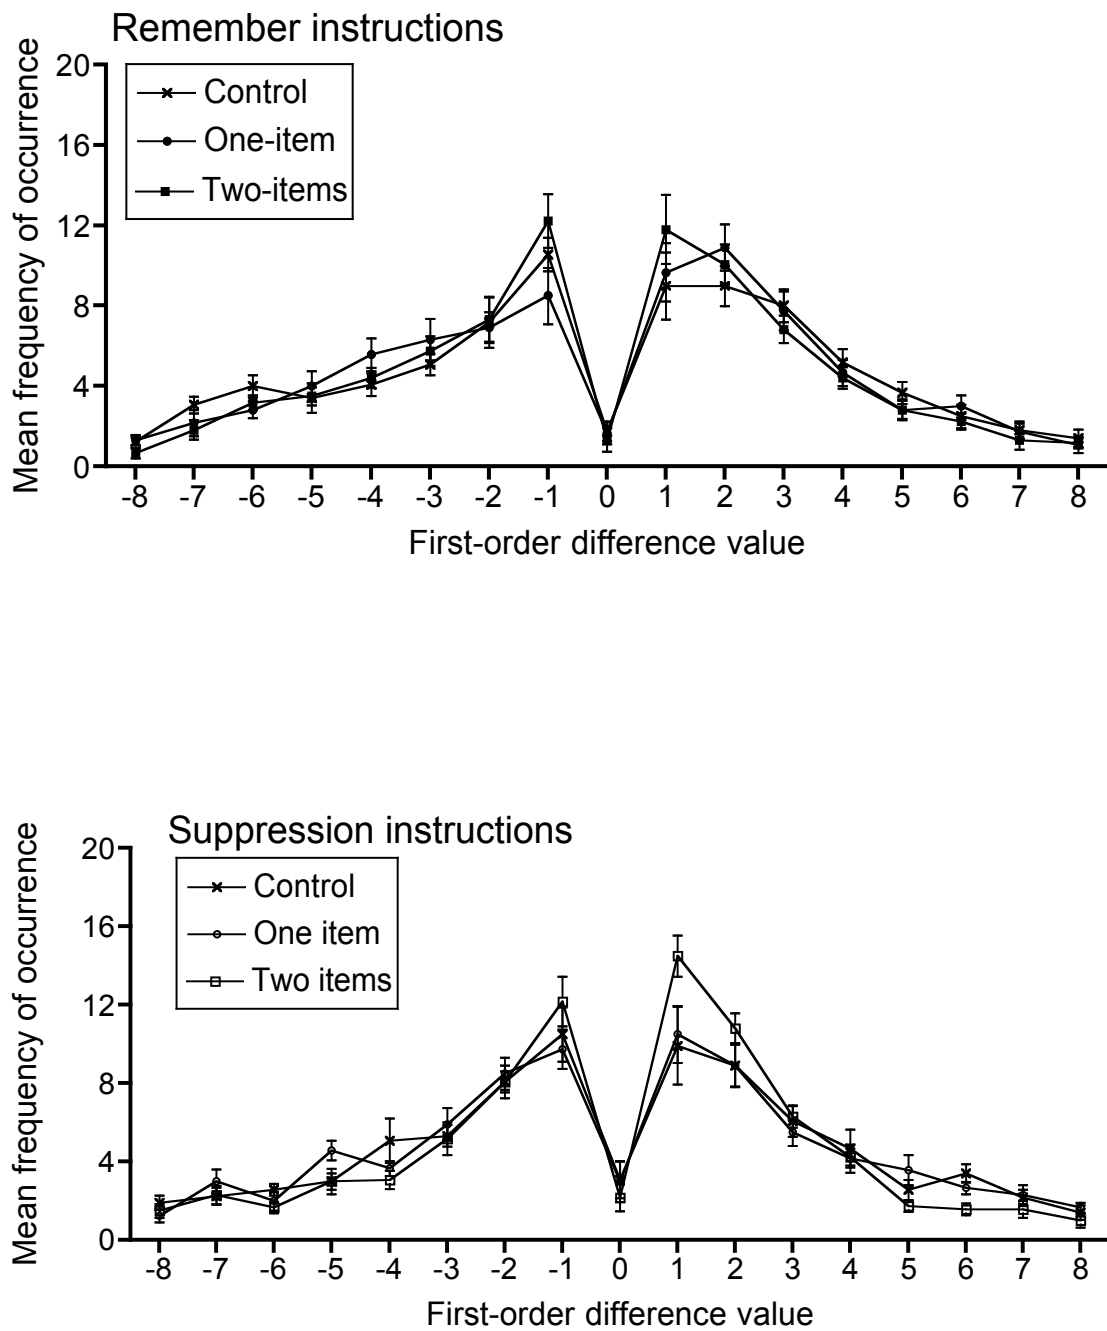 Remember instructions
Control
One-item
Two-items
Mean frequency of occurrence
20
16
12
8
4
0
-8 -7 -6 -5 -4 -3 -2 -1 0 1 2 3 4 5 6 7 8
First-order difference value
Suppression instructions
Control
One item
Two items
Mean frequency of occurrence
20
16
12
8
4
0
-8 -7 -6 -5 -4 -3 -2 -1 0 1 2 3 4 5 6 7 8
First-order difference value